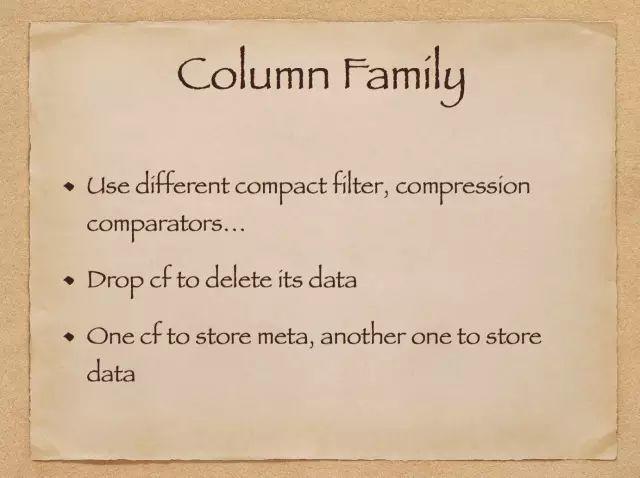 Column Family
• Use different compact filter, compression
comparators...
• Drop cf to delete its data
• One cf to store meta, another one to store
data